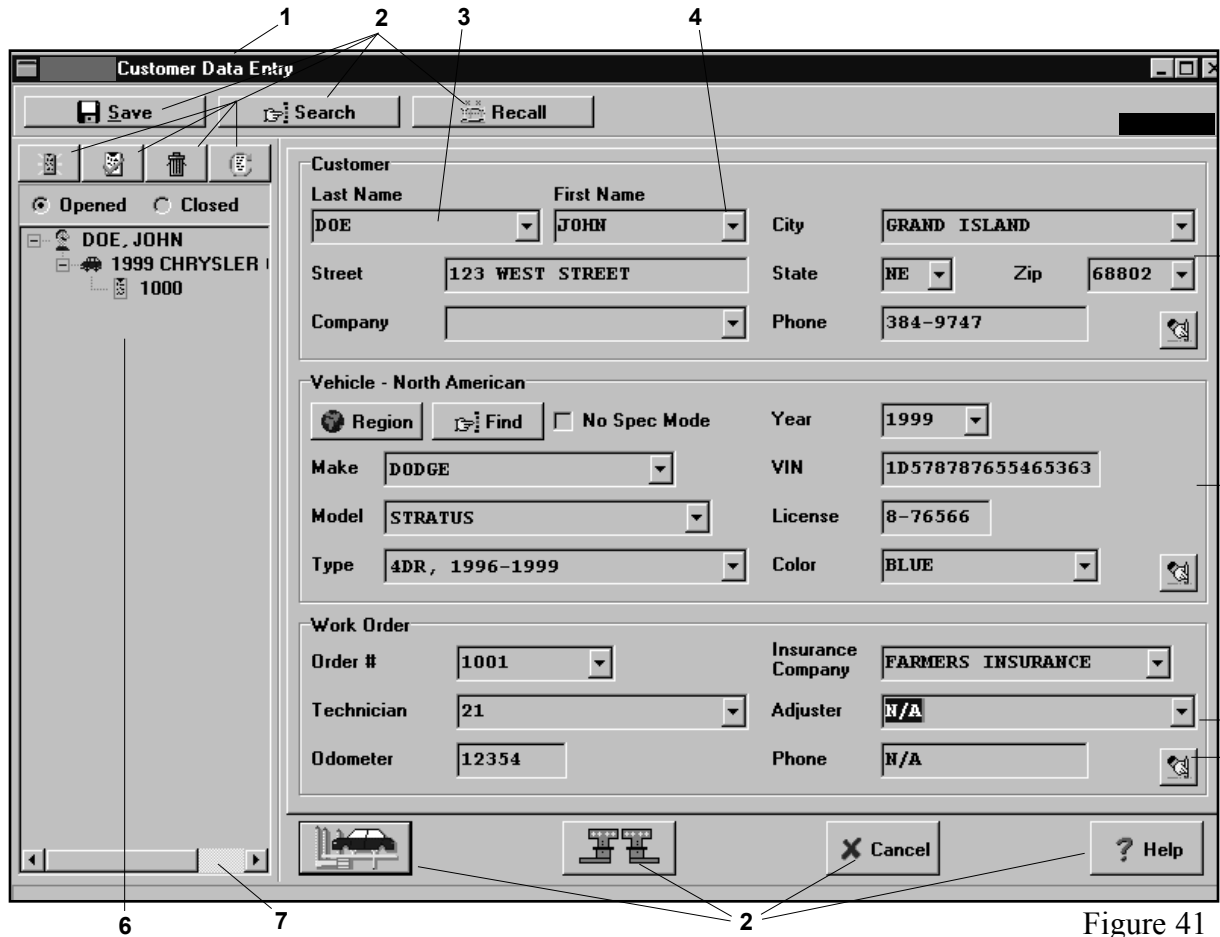 1 2 3 4
Customer Data Entry
Save Search Recall
Opened Closed
DOE, JOHN
1999 CHRYSLER
1000
Customer
Last Name First Name
DOE JOHN City GRAND ISLAND
Street 123 WEST STREET State NE Zip 68802
Company Phone 384-9747
Vehicle - North American
Region Find No Spec Mode Year 1999
Make DODGE VIN 1D578787655465363
Model STRATUS License 8-76566
Type 4DR, 1996-1999 Color BLUE
Work Order
Order # 1001 Insurance Company FARMERS INSURANCE
Technician 21 Adjuster N/A
Odometer 12354 Phone N/A
Cancel ? Help
6 7 2 Figure 41